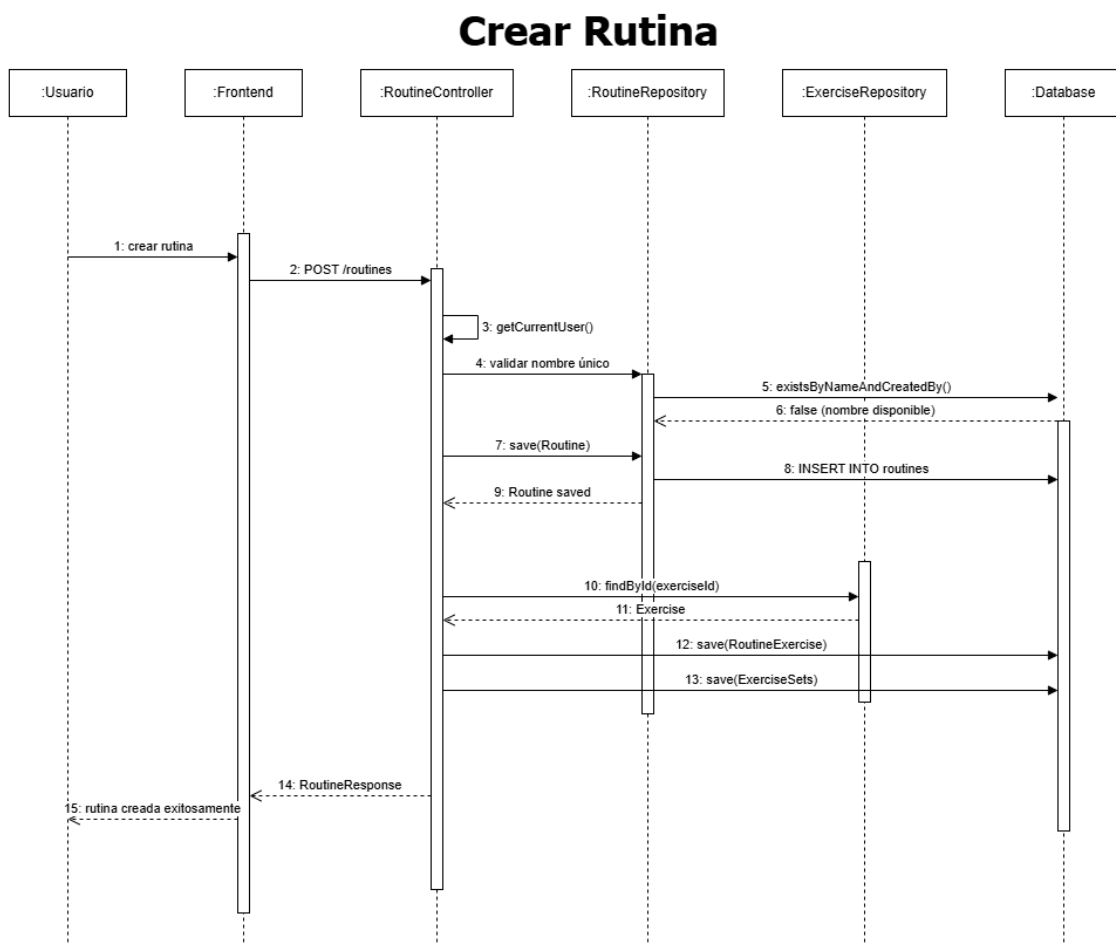 Crear Rutina
:Usuario
:Frontend
:RoutineController
:RoutineRepository
:ExerciseRepository
:Database
1: crear rutina
2: POST /routines
3: getCurrentUser()
4: validar nombre único
5: existsByNameAndCreatedBy()
6: false (nombre disponible)
7: save(Routine)
8: INSERT INTO routines
9: Routine saved
10: findById(exerciseId)
11: Exercise
12: save(RoutineExercise)
13: save(ExerciseSets)
14: RoutineResponse
15: rutina creada exitosamente